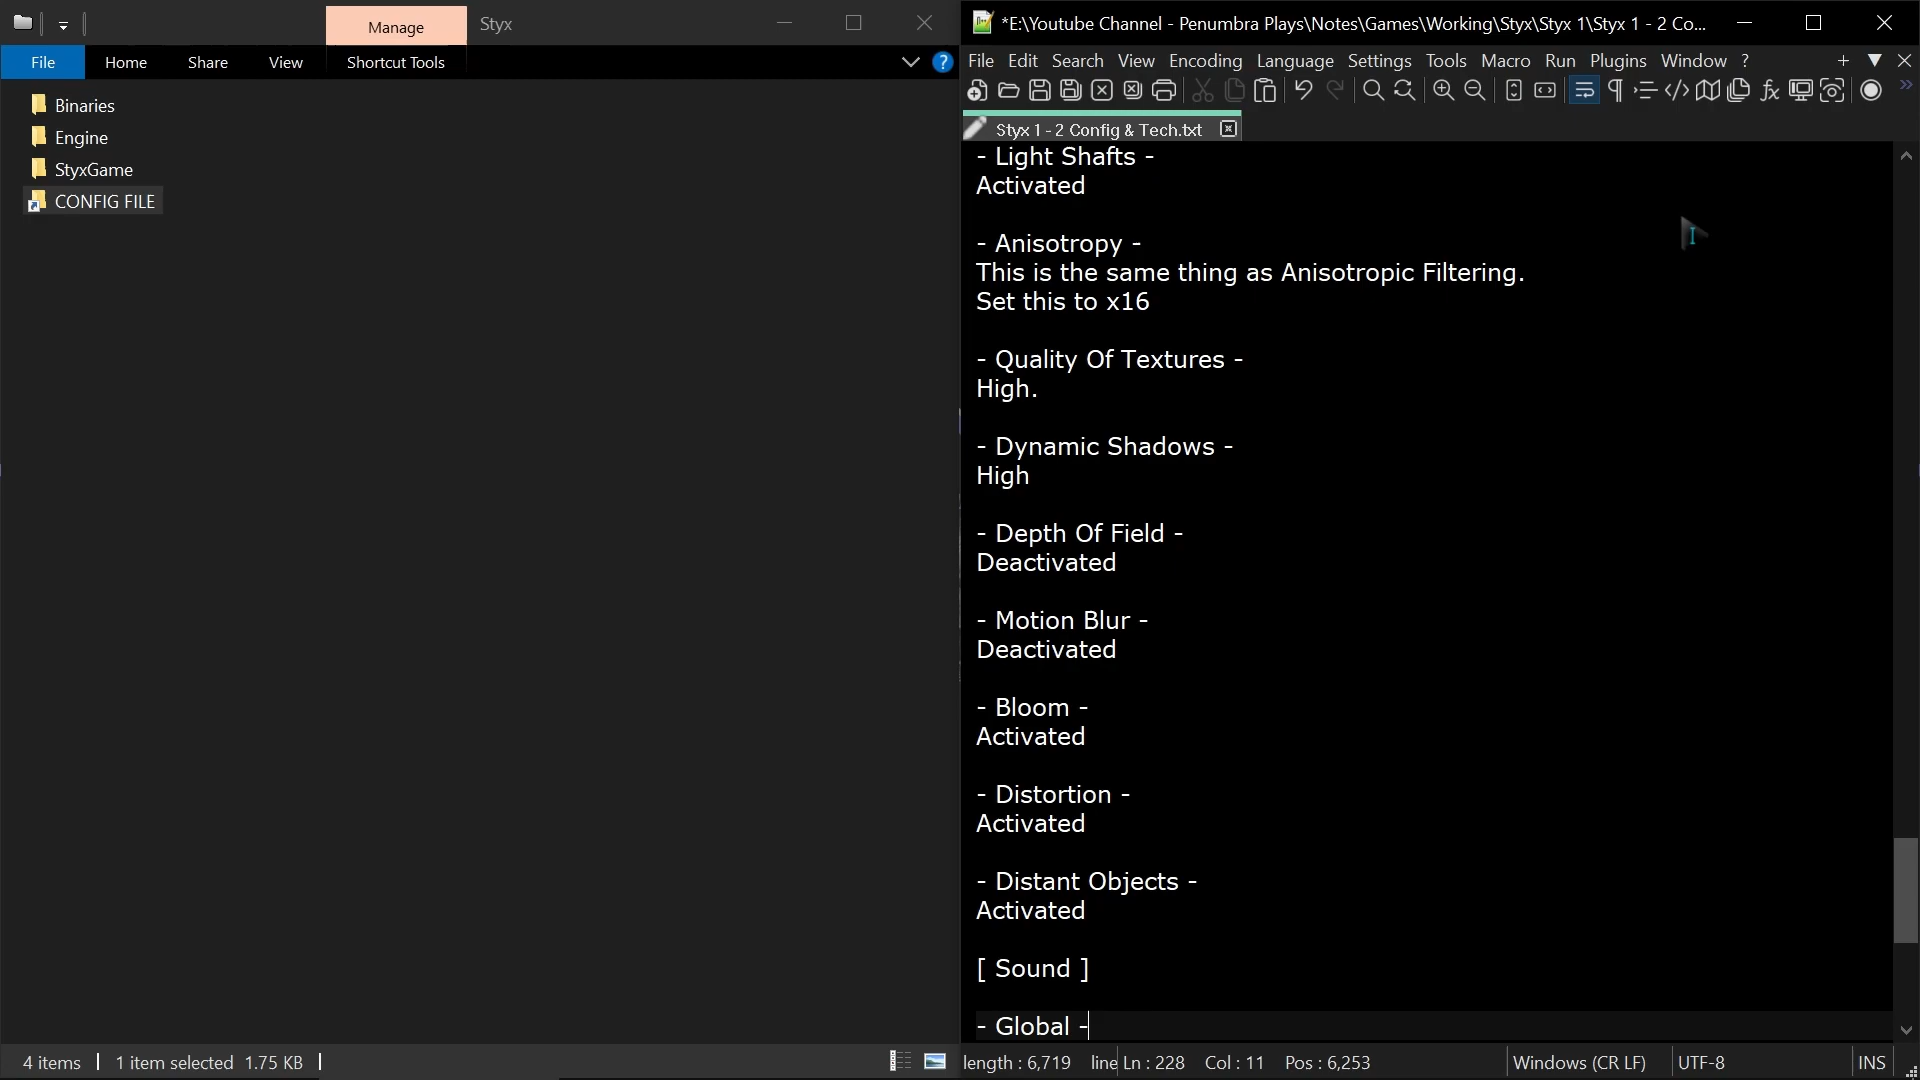 Manage
Styx
File
Home
Share
View
Shortcut Tools
?
Binaries
Engine
StyxGame
CONFIG FILE
4 items
1 item selected 1.75 KB
*E:\Youtube Channel - Penumbra Plays\Notes\Games\Working\Styx\Styx 1\Styx 1 - 2 Co...
File Edit Search View Encoding Language Settings Tools Macro Run Plugins Window ?
Styx 1 - 2 Config & Tech.txt
- Light Shafts -
Activated
- Anisotropy -
This is the same thing as Anisotropic Filtering.
Set this to x16
- Quality Of Textures -
High.
- Dynamic Shadows -
High
- Depth Of Field -
Deactivated
- Motion Blur -
Deactivated
- Bloom -
Activated
- Distortion -
Activated
- Distant Objects -
Activated
[ Sound ]
- Global -
length : 6,719 line Ln : 228 Col : 11 Pos : 6,253 Windows (CR LF) UTF-8 INS